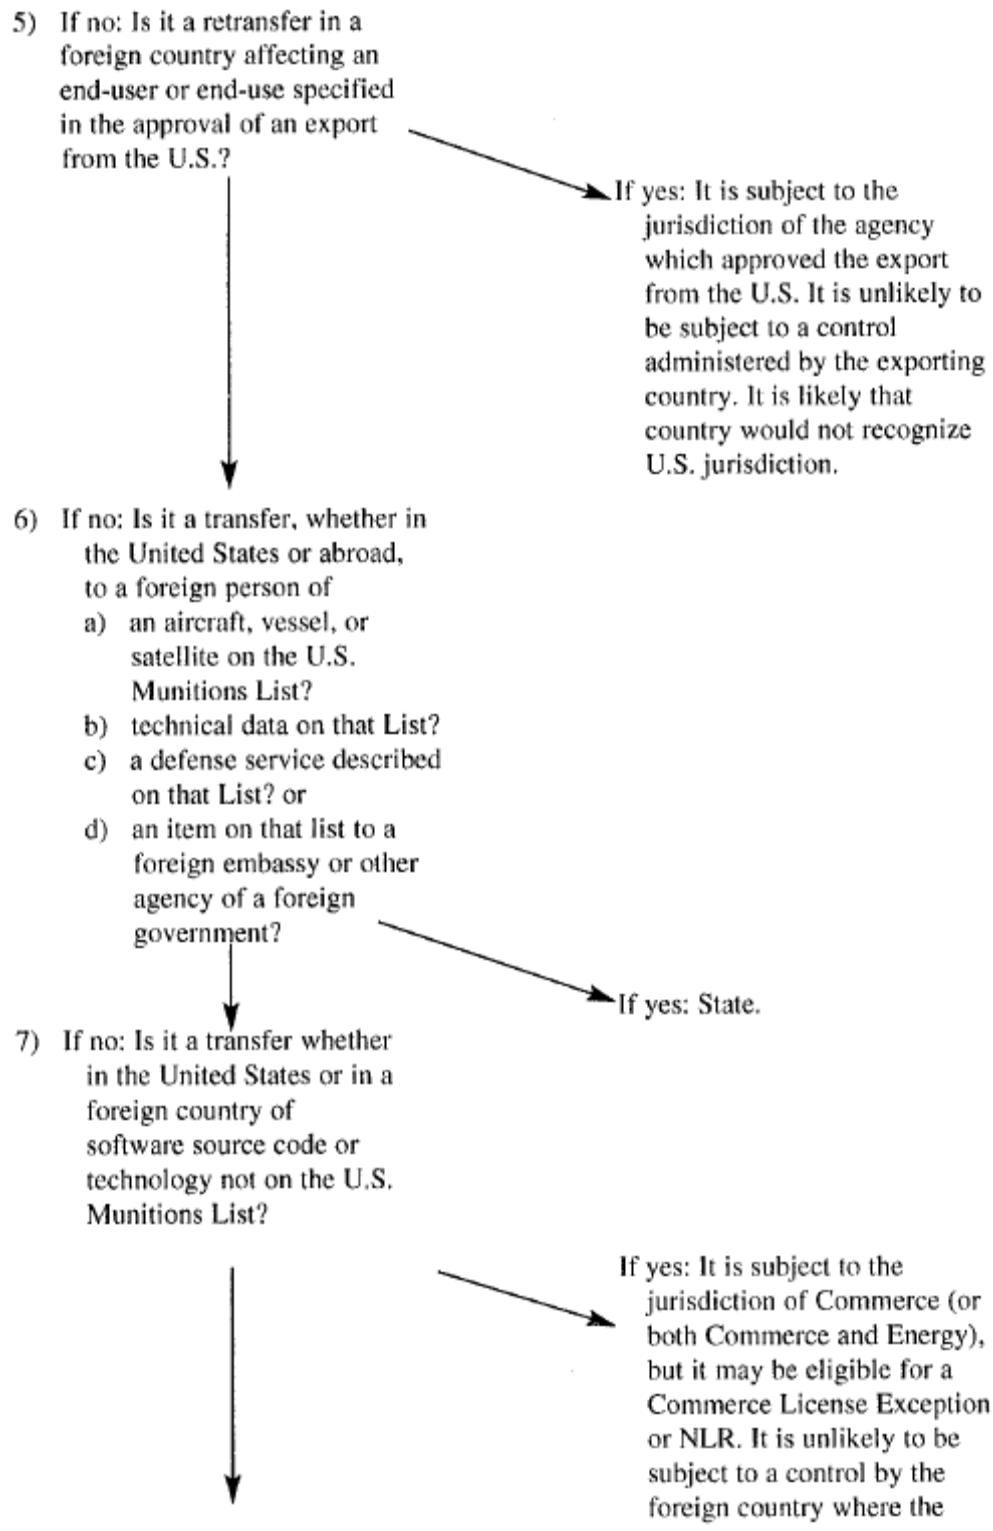 5) If no: Is it a retransfer in a
foreign country affecting an
end-user or end-use specified
in the approval of an export
from the U.S.?
If yes: It is subject to the
jurisdiction of the agency
which approved the export
from the U.S. It is unlikely to
be subject to a control
administered by the exporting
country. It is likely that
country would not recognize
U.S. jurisdiction.
6) If no: Is it a transfer, whether in
the United States or abroad,
to a foreign person of
a) an aircraft, vessel, or
satellite on the U.S.
Munitions List?
b) technical data on that List?
c) a defense service described
on that List? or
d) an item on that list to a
foreign embassy or other
agency of a foreign
government?
If yes: State.
7) If no: Is it a transfer whether
in the United States or in a
foreign country of
software source code or
technology not on the U.S.
Munitions List?
If yes: It is subject to the
jurisdiction of Commerce (or
both Commerce and Energy),
but it may be eligible for a
Commerce License Exception
or NLR. It is unlikely to be
subject to a control by the
foreign country where the